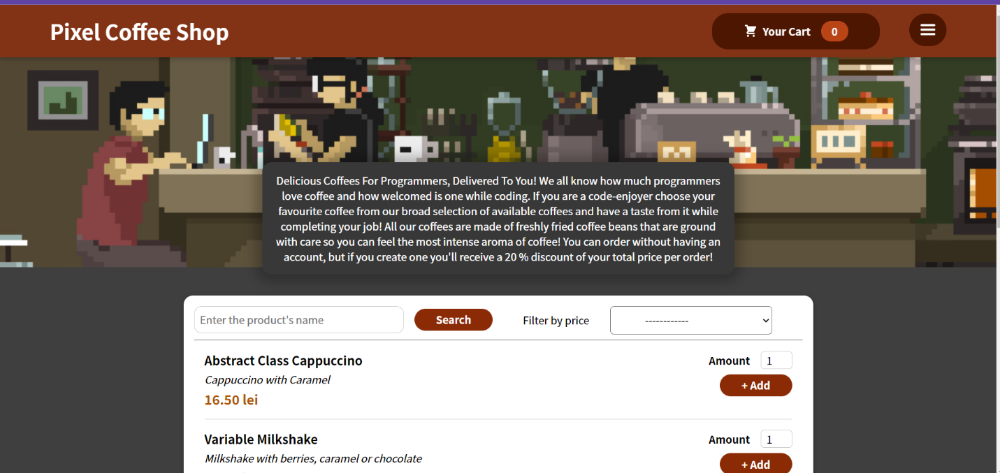 Pixel Coffee Shop
Your Cart 0
Delicious Coffees For Programmers, Delivered To You! We all know how much programmers
love coffee and how welcomed is one while coding. If you are a code-enjoyer choose your
favourite coffee from our broad selection of available coffees and have a taste from it while
completing your job! All our coffees are made of freshly fried coffee beans that are ground
with care so you can feel the most intense aroma of coffee! You can order without having an
account, but if you create one you'll receive a 20 % discount of your total price per order!
Enter the product's name
Search
Filter by price
------------
Abstract Class Cappuccino
Amount 1
Cappuccino with Caramel
+ Add
16.50 lei
Variable Milkshake
Amount 1
Milkshake with berries, caramel or chocolate
+ Add